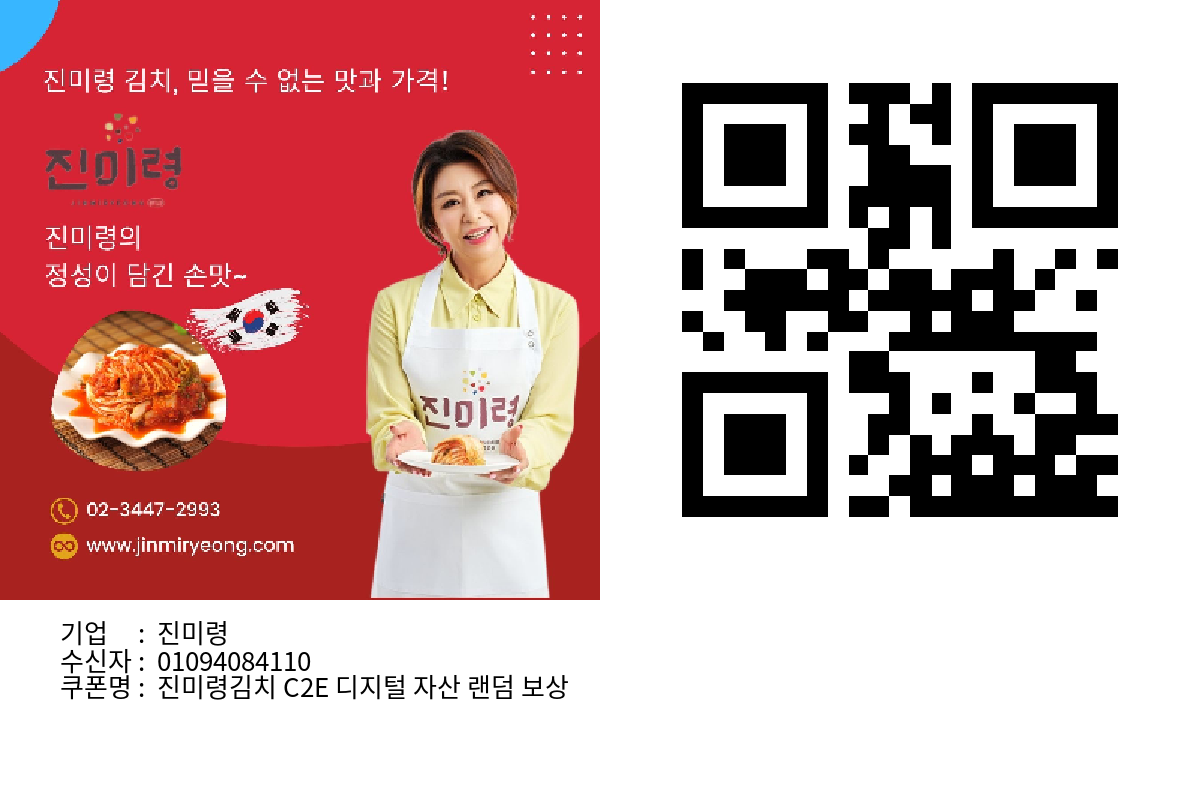 진미령 김치, 믿을 수 없는 맛과 가격!
진미령
진미령의
정성이 담긴 손맛~
진미령
02-3447-2993
www.jinmiryeong.com
기업 : 진미령
수신자 : 01094084110
쿠폰명 : 진미령김치 C2E 디지털 자산 랜덤 보상